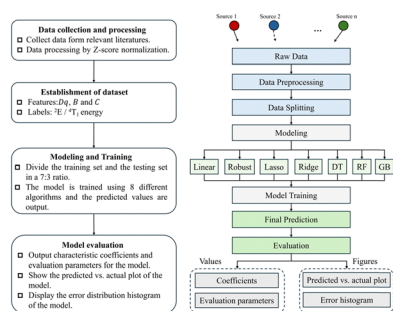 Data collection and processing
Collect data form relevant literatures.
Data processing by Z-score normalization.
Establishment of dataset
Features:Dq, B and C
Labels: ²E / ⁴T₁ energy
Modeling and Training
Divide the training set and the testing set
in a 7:3 ratio.
The model is trained using 8 different
algorithms and the predicted values are
output.
Model evaluation
Output characteristic coefficients and
evaluation parameters for the model.
Show the predicted vs. actual plot of the
model.
Display the error distribution histogram
of the model.
Source 1
Source 2
...
Source n
Raw Data
Data Preprocessing
Data Splitting
Modeling
Linear
Robust
Lasso
Ridge
DT
RF
GB
Model Training
Final Prediction
Evaluation
Values
Figures
Coefficients
Evaluation parameters
Predicted vs. actual plot
Error histogram